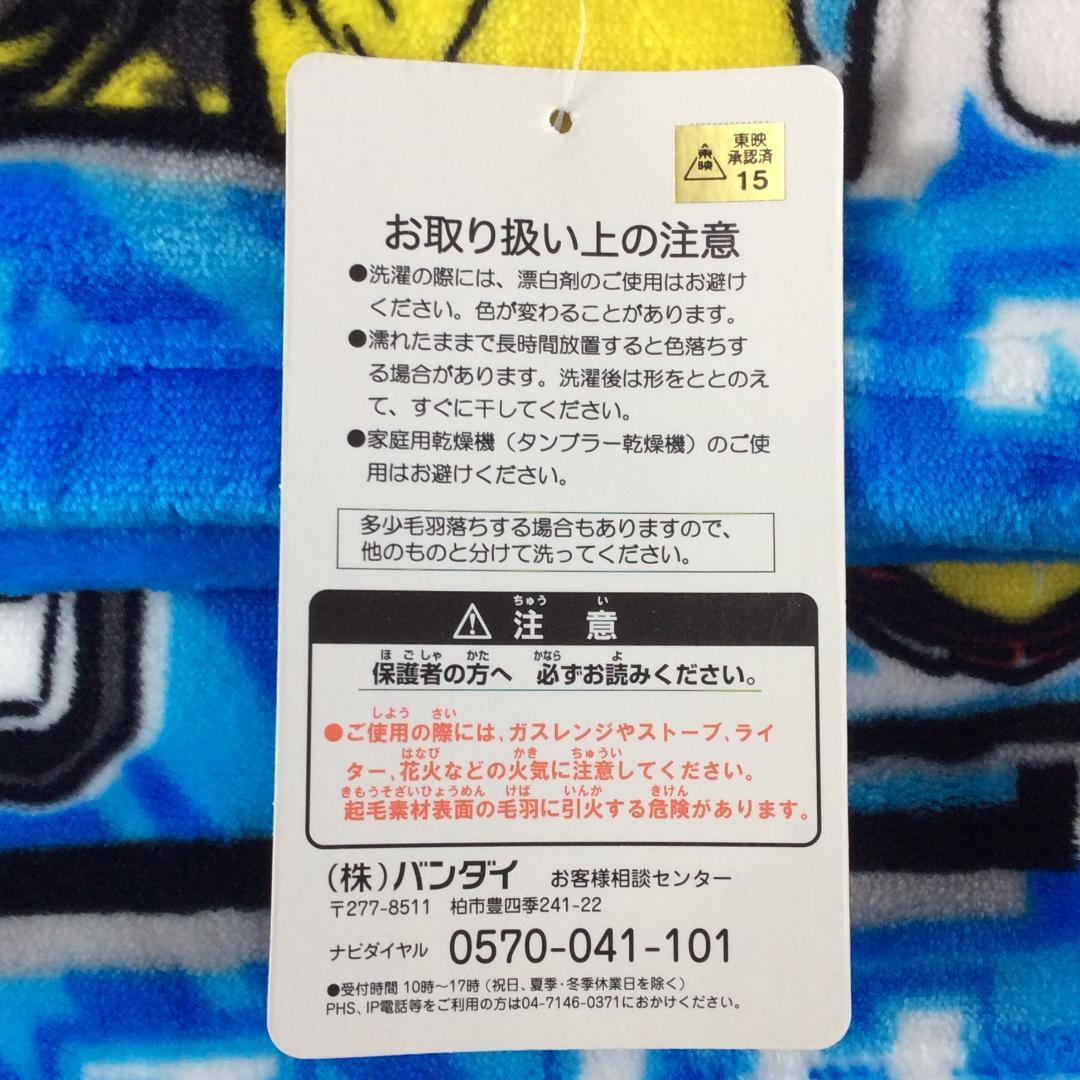 東映
東映
承認済
15
お取り扱い上の注意
●洗濯の際には、漂白剤のご使用はお避け
ください。色が変わることがあります。
●濡れたままで長時間放置すると色落ちす
る場合があります。洗濯後は形をととのえ
て、すぐに干してください。
●家庭用乾燥機（タンブラー乾燥機）のご使
用はお避けください。
多少毛羽落ちする場合もありますので、
他のものと分けて洗ってください。
ちゅう い
⚠ 注 意
ほごしゃ かた かなら よ
保護者の方へ 必ずお読みください。
しよう さい
●ご使用の際には、ガスレンジやストーブ、ライ
はなび かき ちゅうい
ター、花火などの火気に注意してください。
きもうそざいひょうめん けば いんか きけん
起毛素材表面の毛羽に引火する危険があります。
(株)バンダイ お客様相談センター
〒277-8511 柏市豊四季241-22
ナビダイヤル 0570-041-101
●受付時間 10時～17時（祝日、夏季・冬季休業日を除く）
PHS、IP電話等をご利用の方は04-7146-0371におかけください。